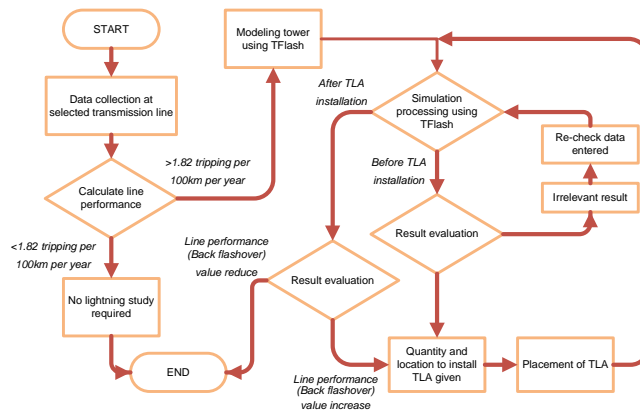 START
Data collection at
selected transmission line
Calculate line
performance
>1.82 tripping per
100km per year
<1.82 tripping per
100km per year
No lightning study
required
END
Modeling tower
using TFlash
After TLA
installation
Simulation
processing using
TFlash
Before TLA
installation
Re-check data
entered
Irrelevant result
Result evaluation
Line performance
(Back flashover)
value reduce
Result evaluation
Line performance
(Back flashover)
value increase
Quantity and
location to install
TLA given
Placement of TLA